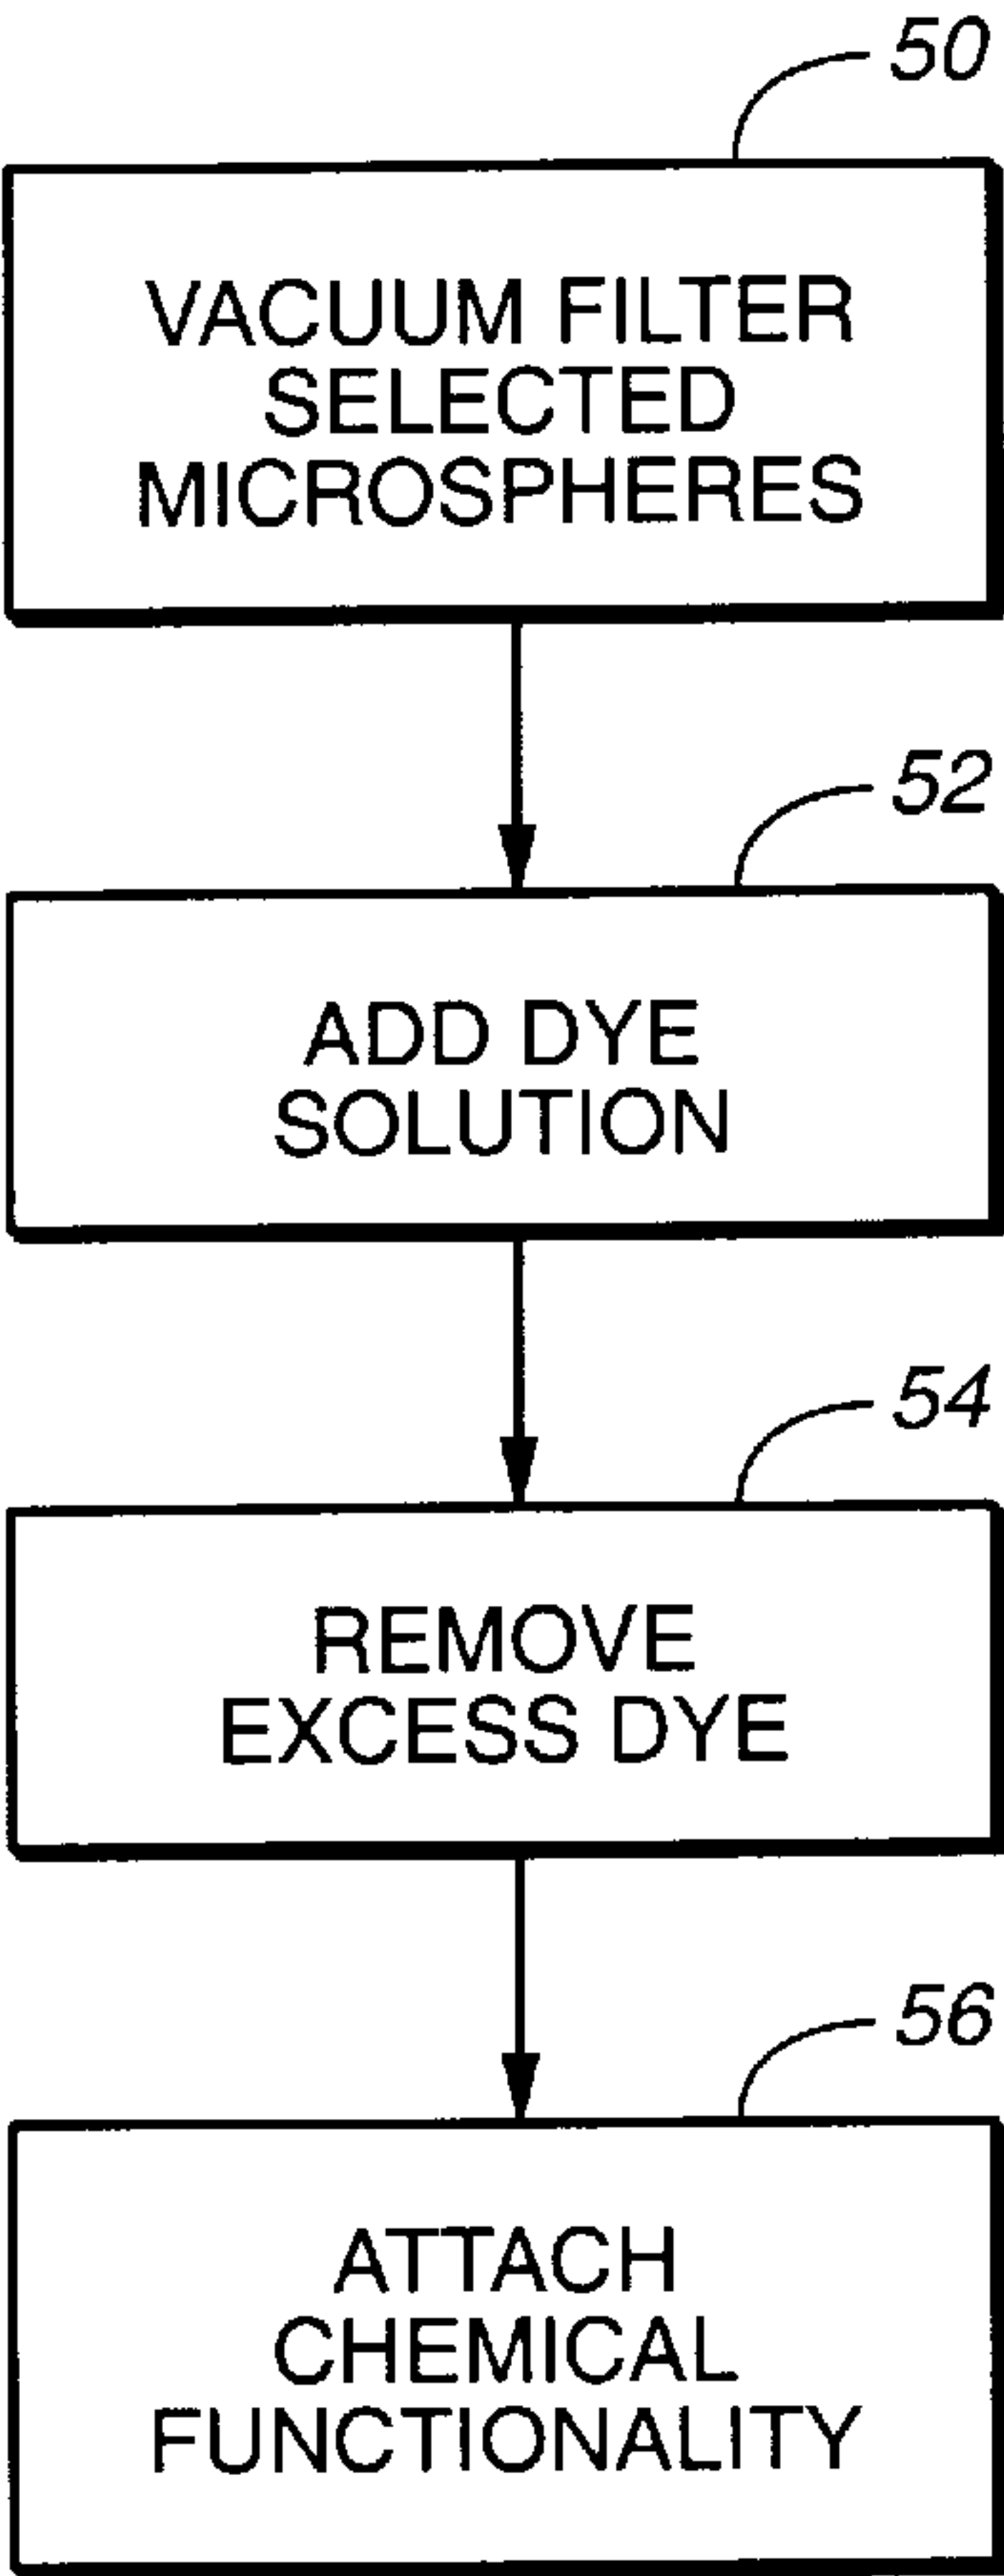 50
VACUUM FILTER
SELECTED
MICROSPHERES
52
ADD DYE
SOLUTION
54
REMOVE
EXCESS DYE
56
ATTACH
CHEMICAL
FUNCTIONALITY